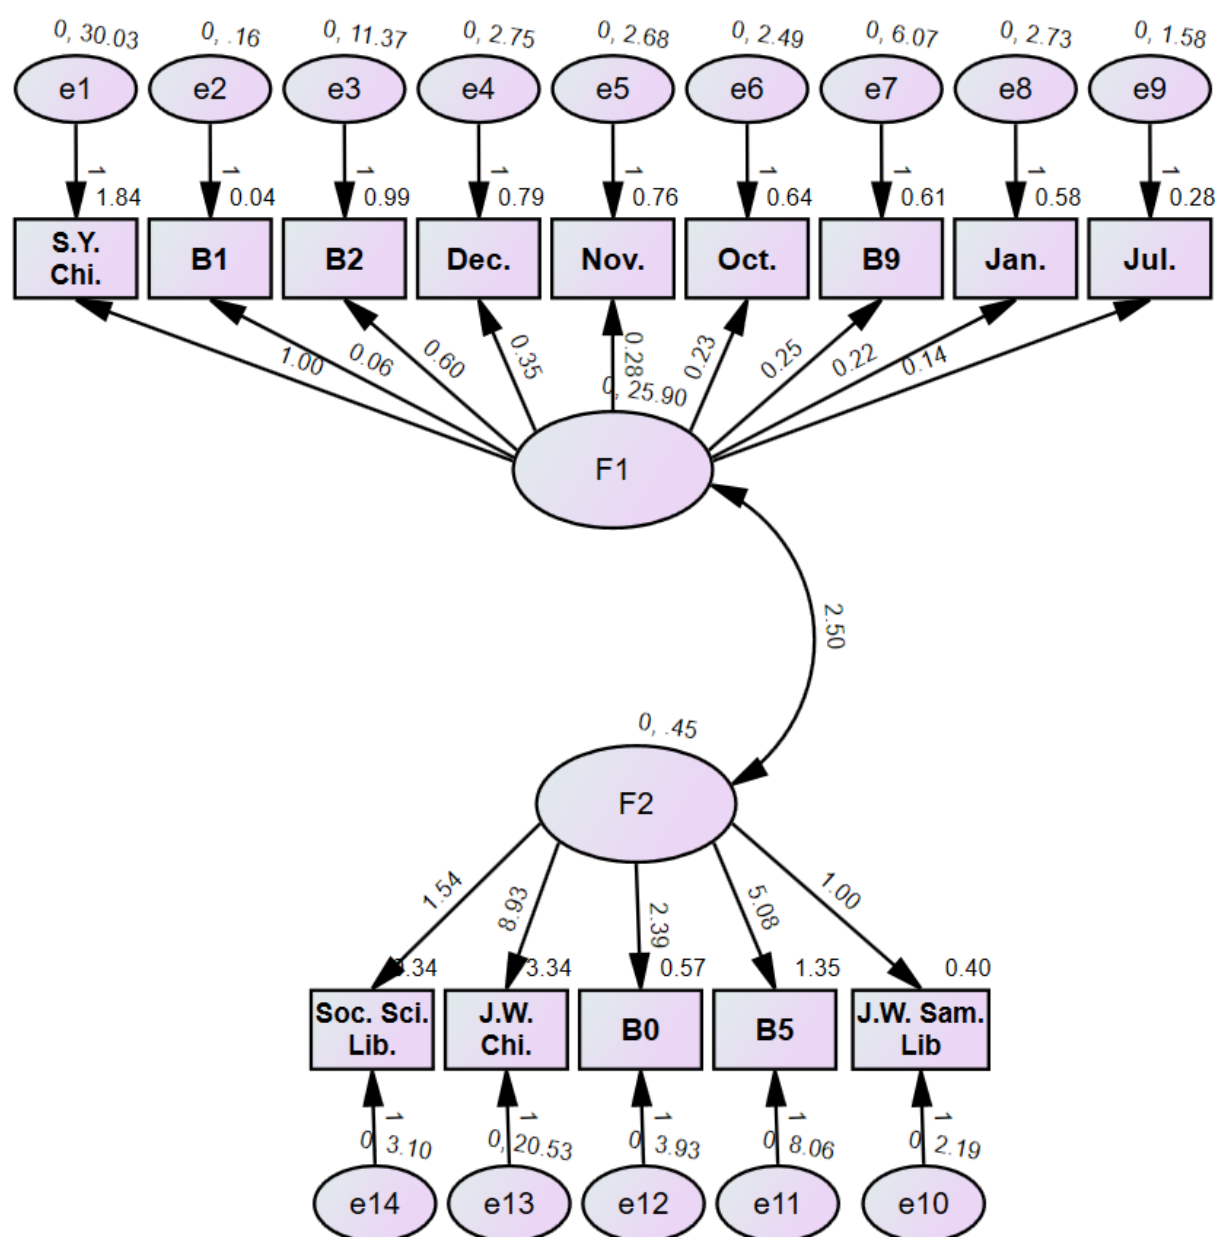 0, 30.03
0, .16
0, 11.37
0, 2.75
0, 2.68
0, 2.49
0, 6.07
0, 2.73
0, 1.58
e1
e2
e3
e4
e5
e6
e7
e8
e9
1
1
1
1
1
1
1
1
1
1.84
0.04
0.99
0.79
0.76
0.64
0.61
0.58
0.28
S.Y.
Chi.
B1
B2
Dec.
Nov.
Oct.
B9
Jan.
Jul.
1.00
0.06
0.60
0.35
0.28
0.23
0.25
0.22
0.14
0, 25.90
F1
2.50
0, .45
F2
1.54
8.93
2.39
5.08
1.00
3.34
0.57
1.35
0.40
Soc. Sci.
Lib.
J.W.
Chi.
B0
B5
J.W. Sam.
Lib
1
1
1
1
1
0, 3.10
0, 20.53
0, 3.93
0, 8.06
0, 2.19
e14
e13
e12
e11
e10